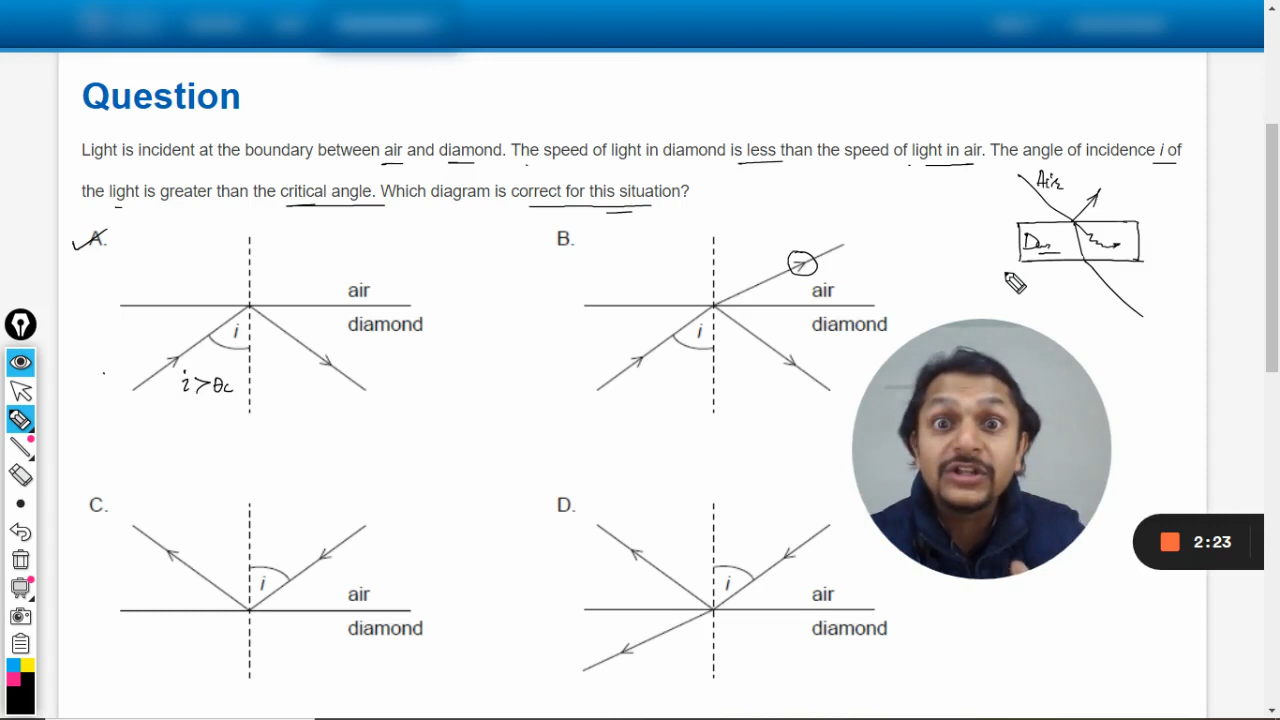 Question
Light is incident at the boundary between air and diamond. The speed of light in diamond is less than the speed of light in air. The angle of incidence i of
the light is greater than the critical angle. Which diagram is correct for this situation?
Air
Den
A.
air
diamond
i
i>θc
B.
air
diamond
i
C.
i
air
diamond
D.
i
air
diamond
2:23